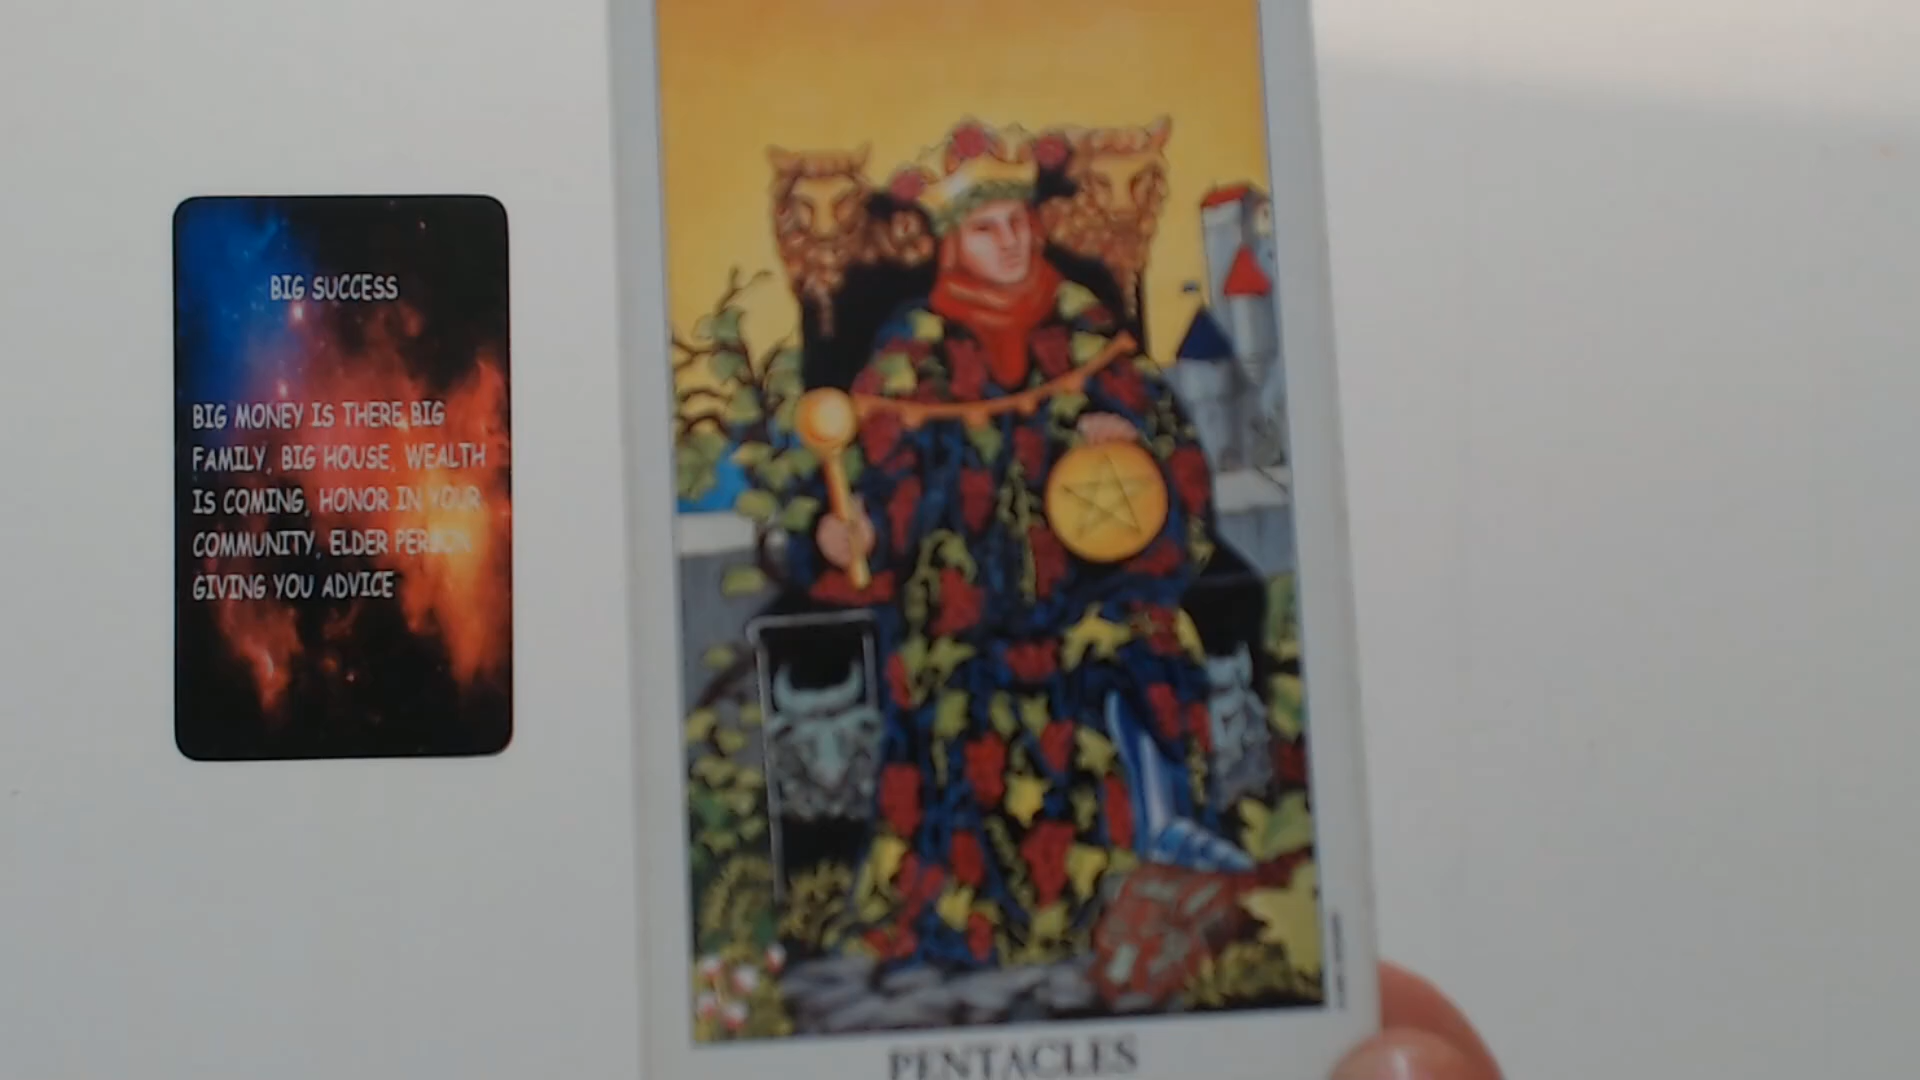 BIG SUCCESS
BIG MONEY IS THERE BIG
FAMILY, BIG HOUSE, WEALTH
IS COMING, HONOR IN YOUR
COMMUNITY, ELDER PERSON
GIVING YOU ADVICE
PENTACLES